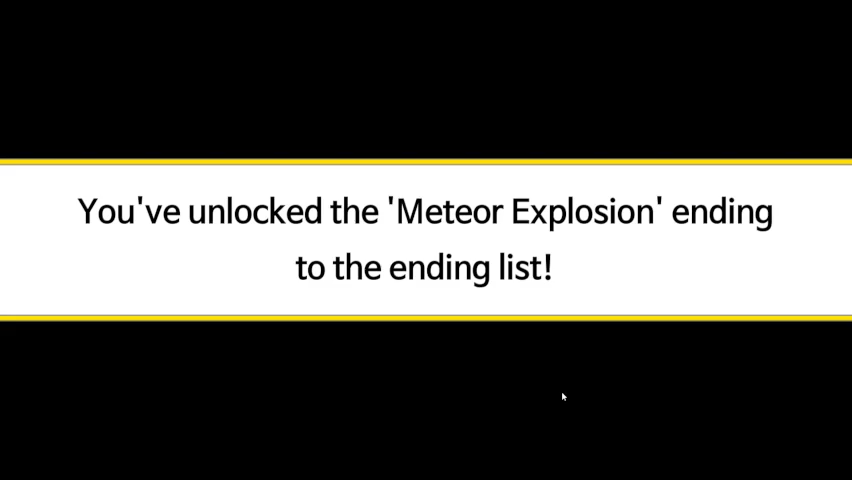 You've unlocked the 'Meteor Explosion' ending
to the ending list!